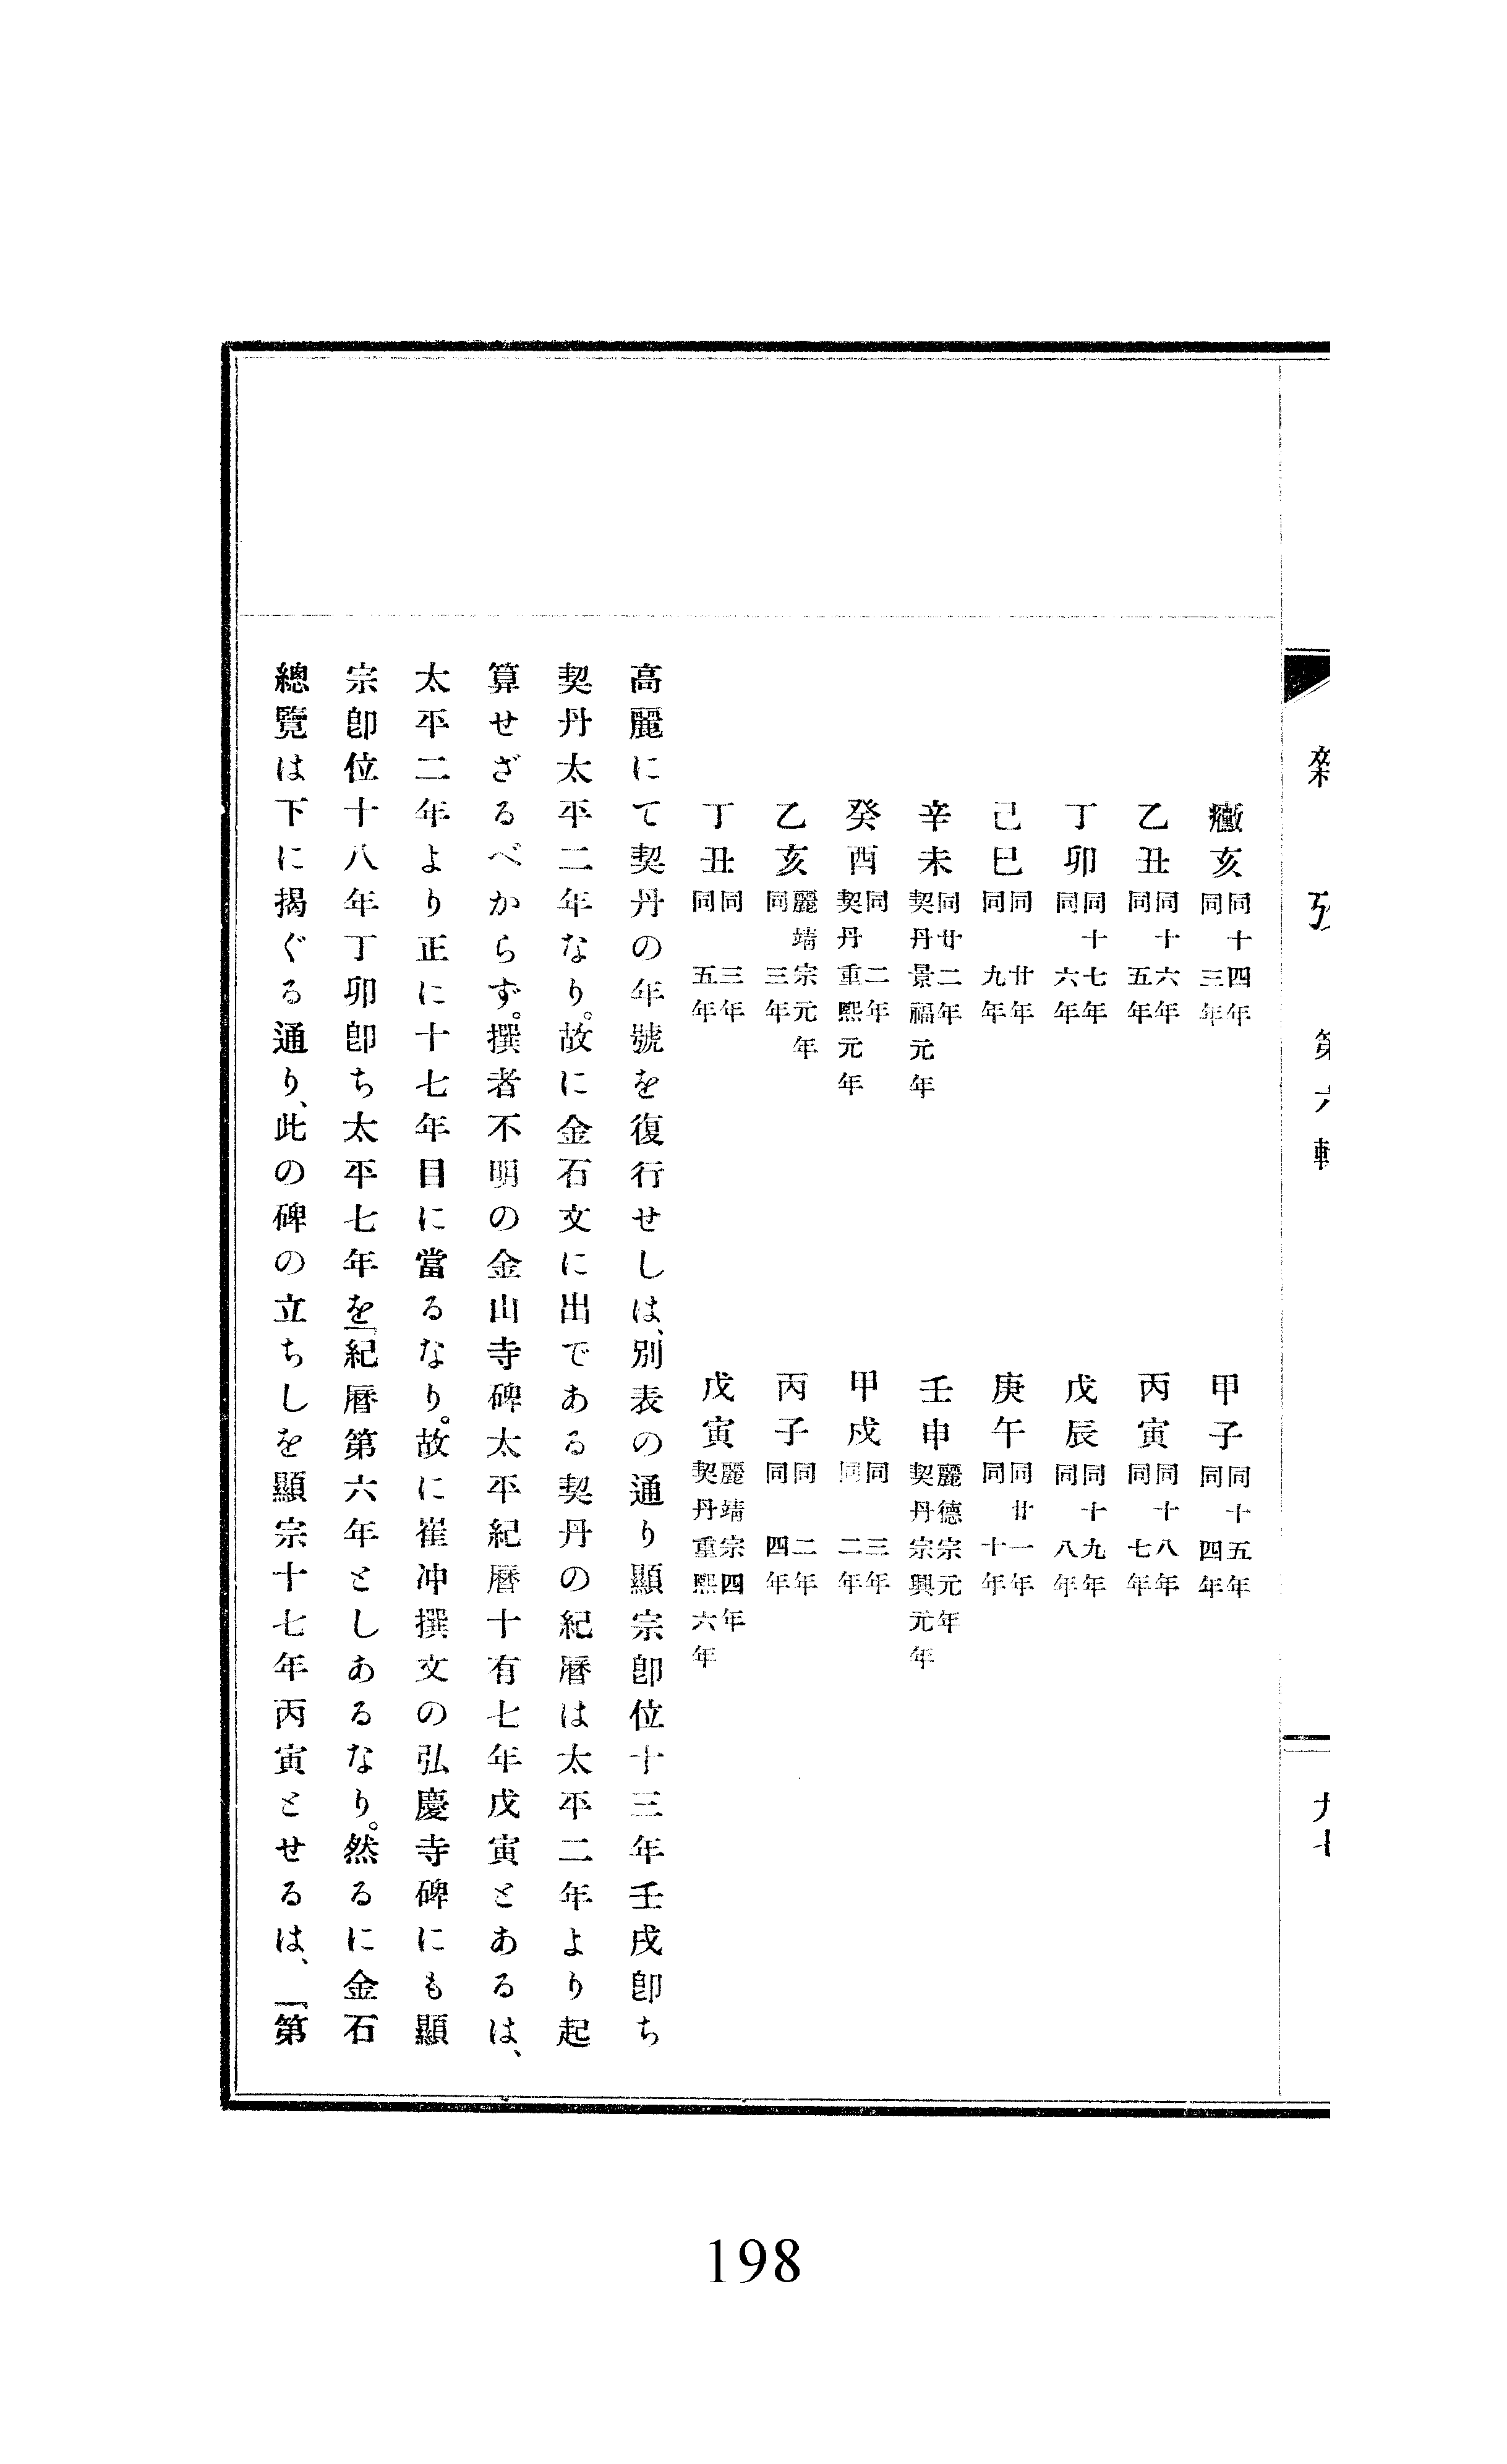 雜攷 第六輯
癥亥 同十四年 同三年
甲子 同十五年 同四年
乙丑 同十六年 同五年
丙寅 同十八年 同七年
丁卯 同十七年 同六年
戊辰 同十九年 同八年
己巳 同廿年 同九年
庚午 同廿一年 同十年
辛未 同廿二年 契丹景福元年
壬申 麗德宗元年 契丹宗興元年
癸酉 同二年 契丹重熙元年
甲戍 同三年 同二年
乙亥 麗靖宗元年 同三年
丙子 同二年 同四年
丁丑 同三年 同五年
戊寅 麗靖宗四年 契丹重熙六年
高麗にて契丹の年號を復行せしは、別表の通り顯宗卽位十三年壬戌卽ち
契丹太平二年なり。故に金石文に出である契丹の紀曆は太平二年より起
算せざるべからず。撰者不明の金山寺碑太平紀曆十有七年戊寅とあるは、
太平二年より正に十七年目に當るなり。故に崔冲撰文の弘慶寺碑にも顯
宗卽位十八年丁卯卽ち太平七年を「紀曆第六年としあるなり。然るに金石
總覽は下に揭ぐる通り、此の碑の立ちしを顯宗十七年丙寅とせるは、「第
198